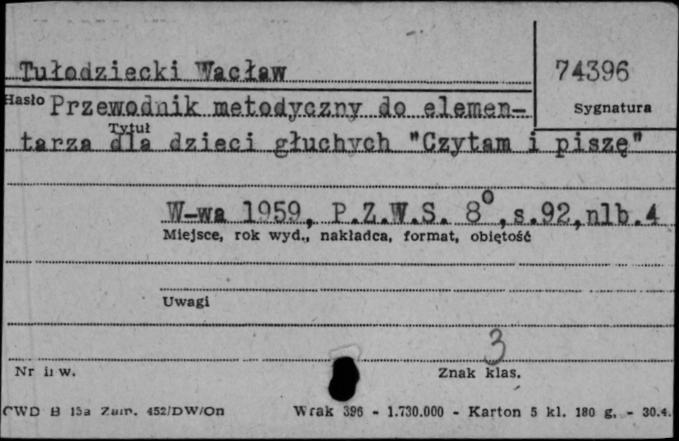 Tułodziecki Wacław
74396
Hasło Przewodnik metodyczny do elemen-
Sygnatura
Tytuł
tarza dla dzieci głuchych "Czytam i piszę"
W-wa 1959, P.Z.W.S. 8°,s.92,nlb.4
Miejsce, rok wyd., nakładca, format, objętość
Uwagi
3
Nr inw.
Znak klas.
CWD B 15a Zam. 452/DW/On Wrak 396 - 1.730.000 - Karton 5 kl. 180 g. - 30.4.